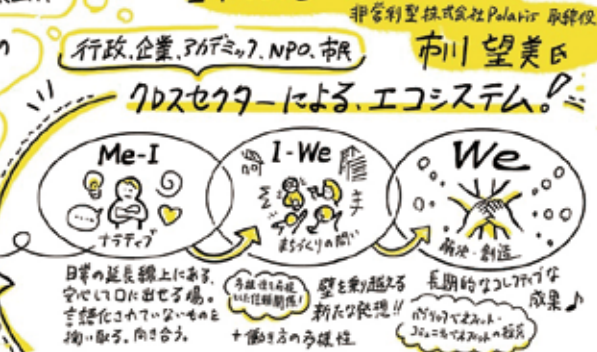 非営利型株式会社Polaris 取締役
市川 望美氏
行政、企業、アカデミック、NPO、市民
クロスセクターによる、エコシステム!
Me-I
I-We
We
ナラティブ
まちづくりの問い
創造
日常の延長線上にある、
安心して口に出せる場。
言語化されていないものを
掬い取る。向き合う。
壁を乗り越える
新たな発想!!
+働き方の多様性
長期的なコレクティブな
成果♪